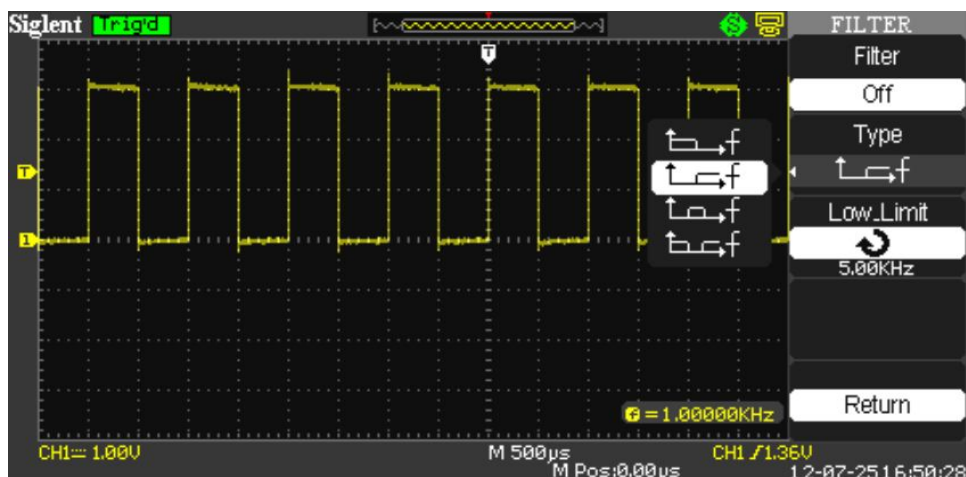 Siglent Trig'd FILTER
Filter
T
Off
Type
f
f
T f
f
Low_Limit
1 f
5.00KHz
f=1.00000KHz Return
CH1 1.00V M 500µs CH1 1.36V
M Pos:0.00µs 12-07-25 16:50:28